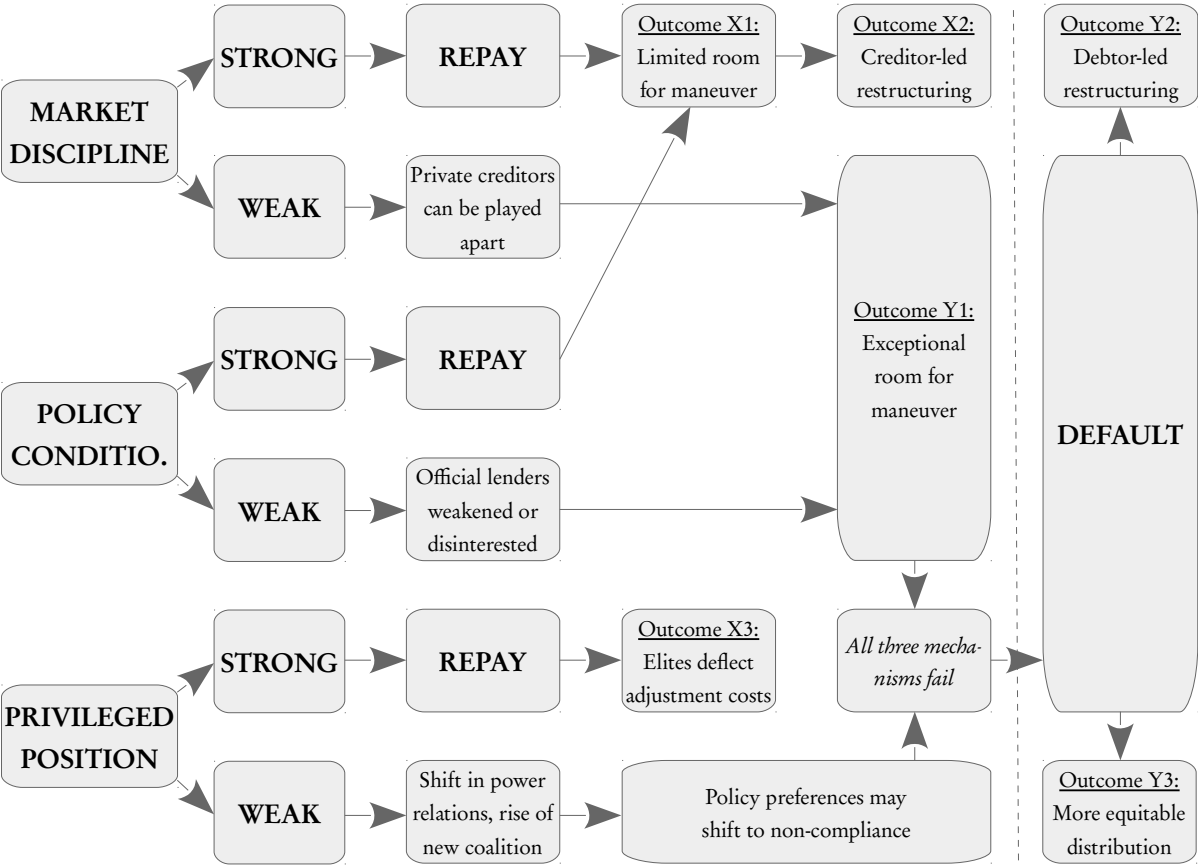 MARKET
DISCIPLINE
STRONG
REPAY
Outcome X1:
Limited room
for maneuver
Outcome X2:
Creditor-led
restructuring
Outcome Y2:
Debtor-led
restructuring
WEAK
Private creditors
can be played
apart
POLICY
CONDITIO.
STRONG
REPAY
WEAK
Official lenders
weakened or
disinterested
Outcome Y1:
Exceptional
room for
maneuver
DEFAULT
PRIVILEGED
POSITION
STRONG
REPAY
Outcome X3:
Elites deflect
adjustment costs
All three mecha-
nisms fail
WEAK
Shift in power
relations, rise of
new coalition
Policy preferences may
shift to non-compliance
Outcome Y3:
More equitable
distribution